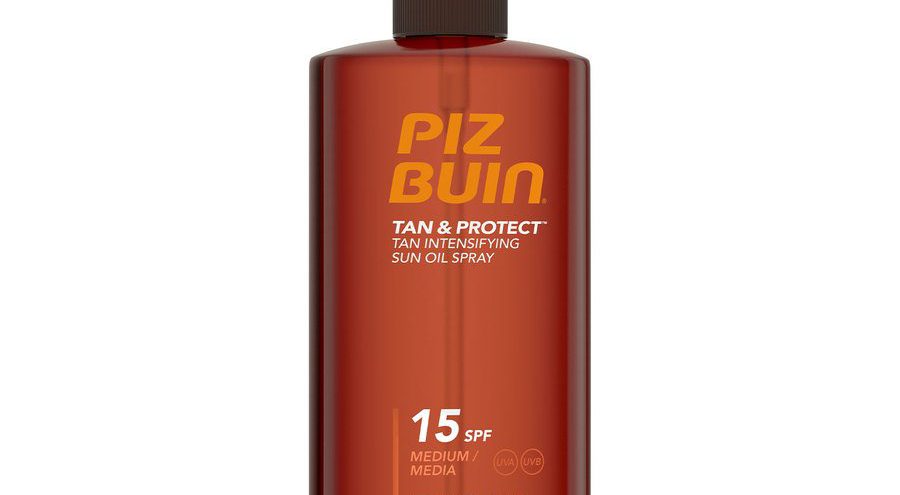 PIZ
BUIN®
TAN & PROTECT™
TAN INTENSIFYING
SUN OIL SPRAY
15 SPF
MEDIUM /
MEDIA
UVA UVB